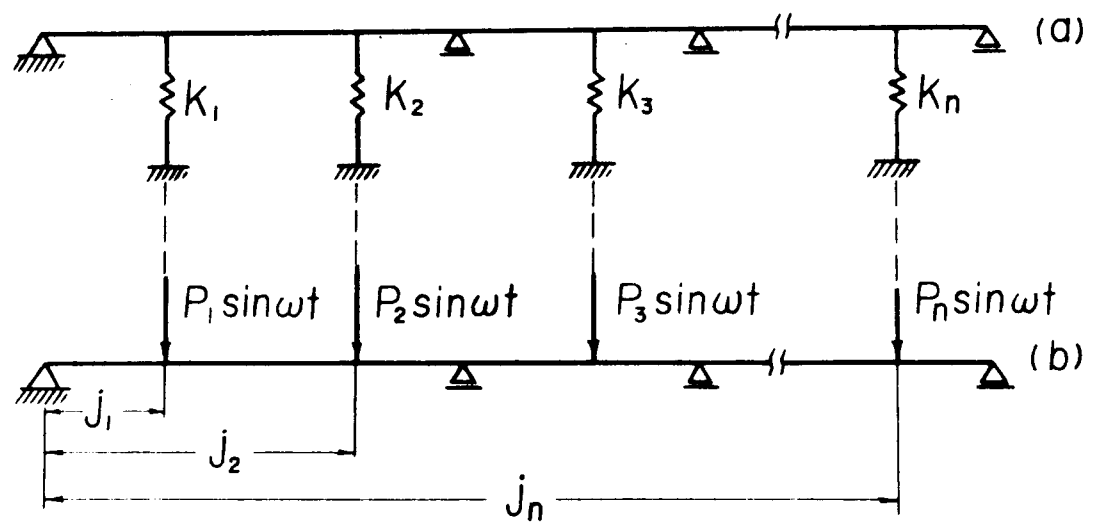 (a)
K₁ K₂ K₃ Kₙ
P₁ sinωt P₂ sinωt P₃ sinωt Pₙ sinωt
(b)
j₁
j₂
jₙ